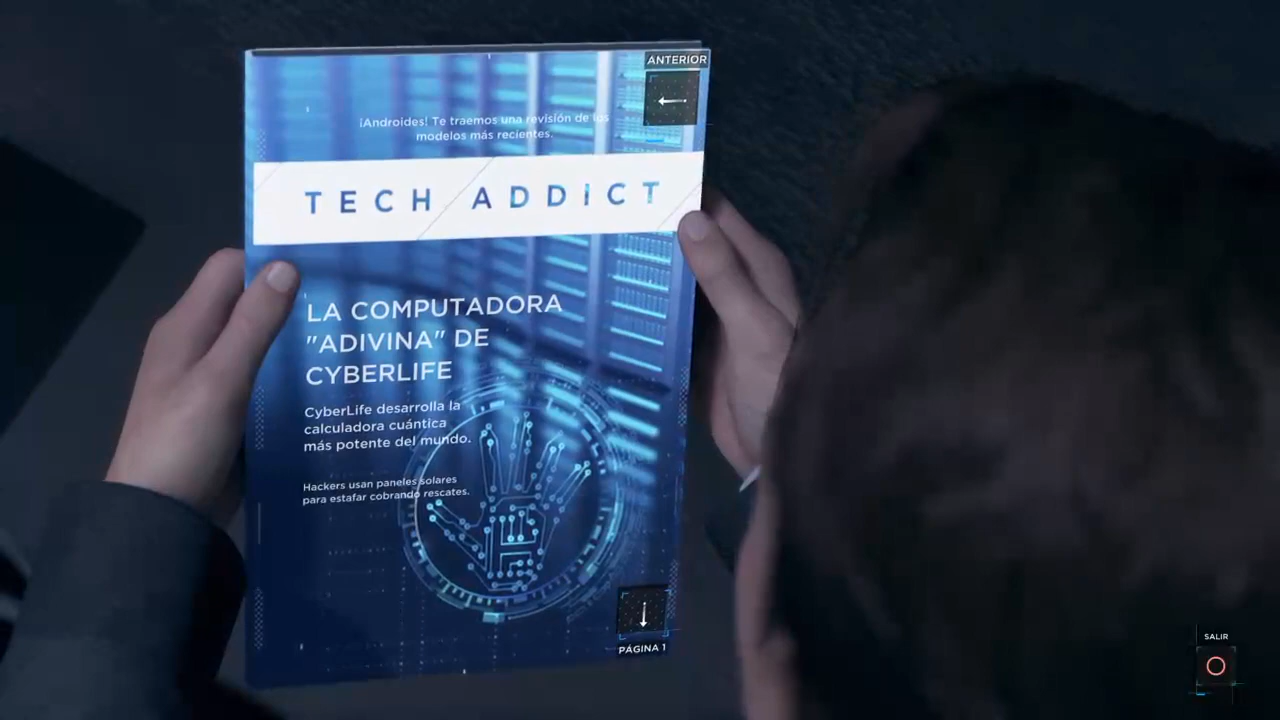 ANTERIOR
¡Androides! Te traemos una revisión de los
modelos más recientes.
TECH ADDICT
LA COMPUTADORA
"ADIVINA" DE
CYBERLIFE
CyberLife desarrolla la
calculadora cuántica
más potente del mundo.
Hackers usan paneles solares
para estafar cobrando rescates.
PÁGINA 1
SALIR